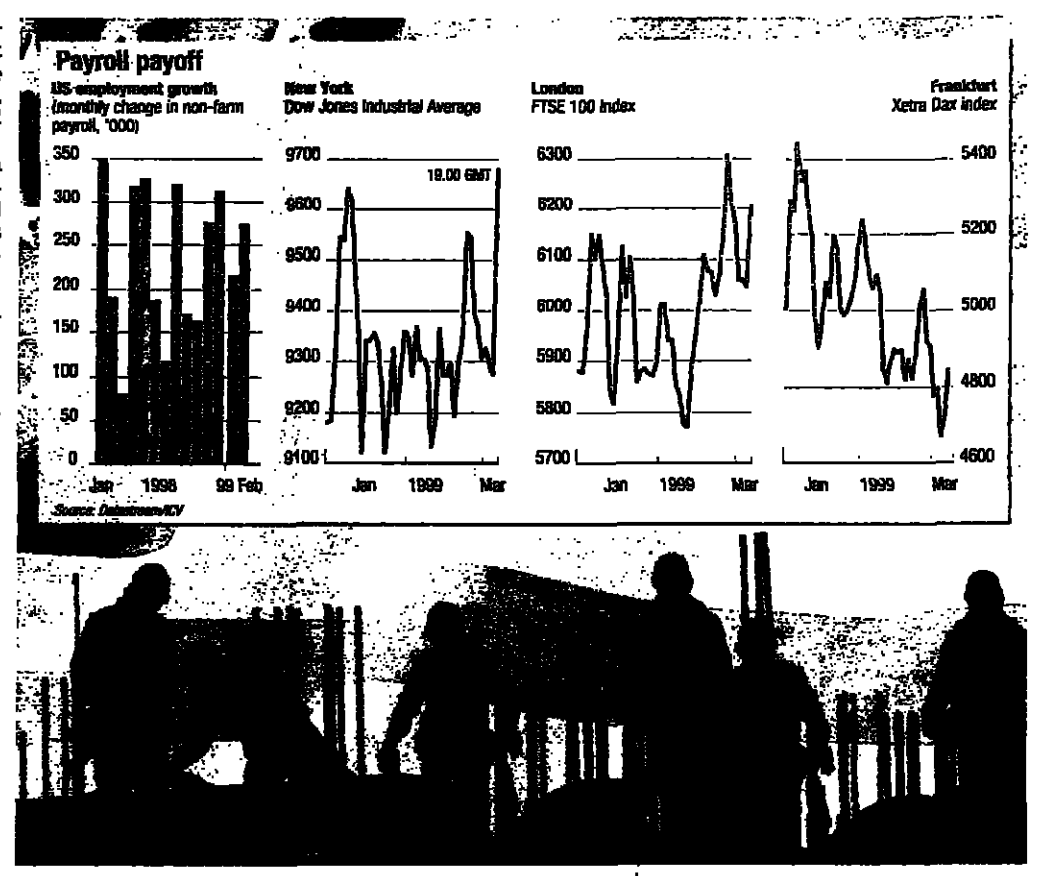 Payroll payoff
US employment growth
(monthly change in non-farm
payroll, '000)
350
300
250
200
150
100
50
0
Jan 1998 99 Feb
Source: Datastream/ICV
New York
Dow Jones Industrial Average
9700
19.00 GMT
9600
9500
9400
9300
9200
9100
Jan 1999 Mar
London
FTSE 100 Index
6300
6200
6100
6000
5900
5800
5700
Jan 1999 Mar
Frankfurt
Xetra Dax index
5400
5200
5000
4800
4600
Jan 1999 Mar